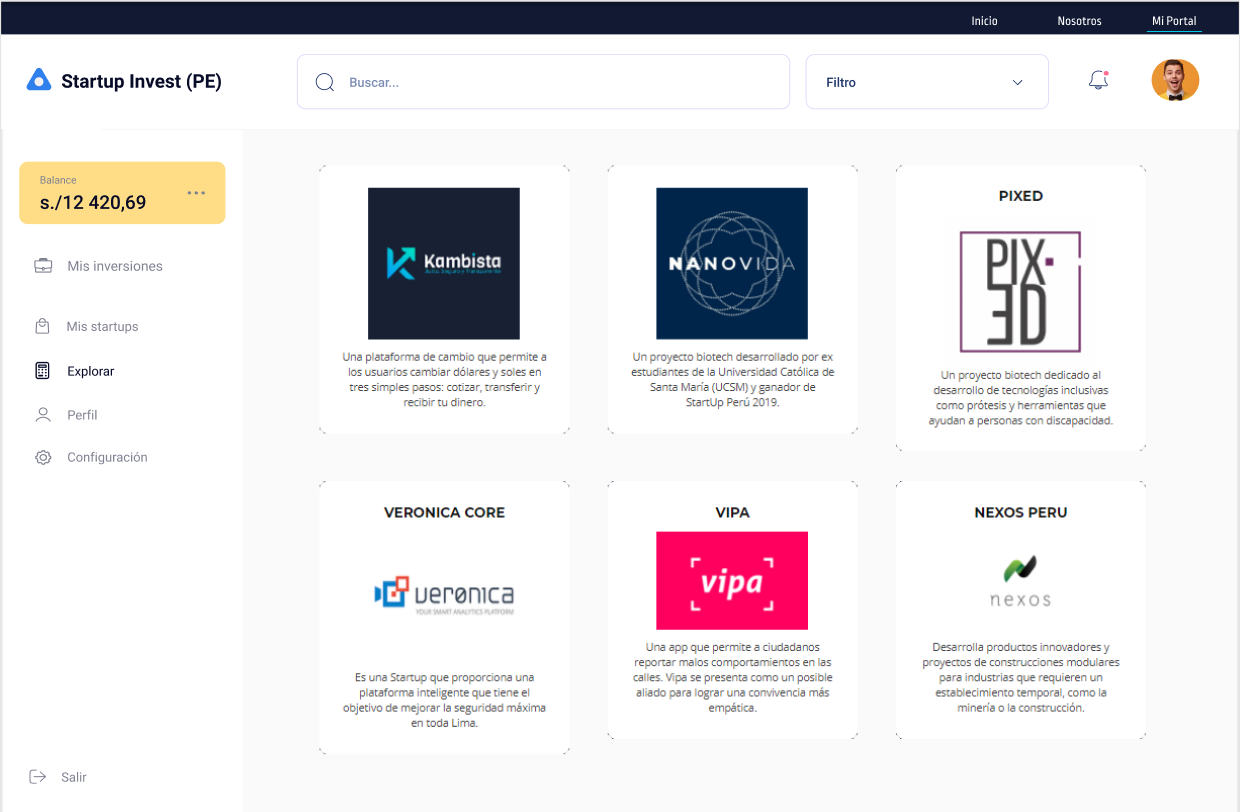 Inicio
Nosotros
Mi Portal
Startup Invest (PE)
Buscar...
Filtro
Balance
s./12 420,69
Mis inversiones
Mis startups
Explorar
Perfil
Configuración
Salir
Kambista
Una plataforma de cambio que permite a
los usuarios cambiar dólares y soles en
tres simples pasos: cotizar, transferir y
recibir tu dinero.
NANOVIDA
Un proyecto biotech desarrollado por ex
estudiantes de la Universidad Católica de
Santa María (UCSM) y ganador de
StartUp Perú 2019.
PIXED
PIX
3D
Un proyecto biotech dedicado al
desarrollo de tecnologías inclusivas
como prótesis y herramientas que
ayudan a personas con discapacidad.
VERONICA CORE
veronica
YOUR SMART ANALYTICS PLATFORM
Es una Startup que proporciona una
plataforma inteligente que tiene el
objetivo de mejorar la seguridad máxima
en toda Lima.
VIPA
vipa
Una app que permite a ciudadanos
reportar malos comportamientos en las
calles. Vipa se presenta como un posible
aliado para lograr una convivencia más
empática.
NEXOS PERU
nexos
Desarrolla productos innovadores y
proyectos de construcciones modulares
para industrias que requieren un
establecimiento temporal, como la
minería o la construcción.